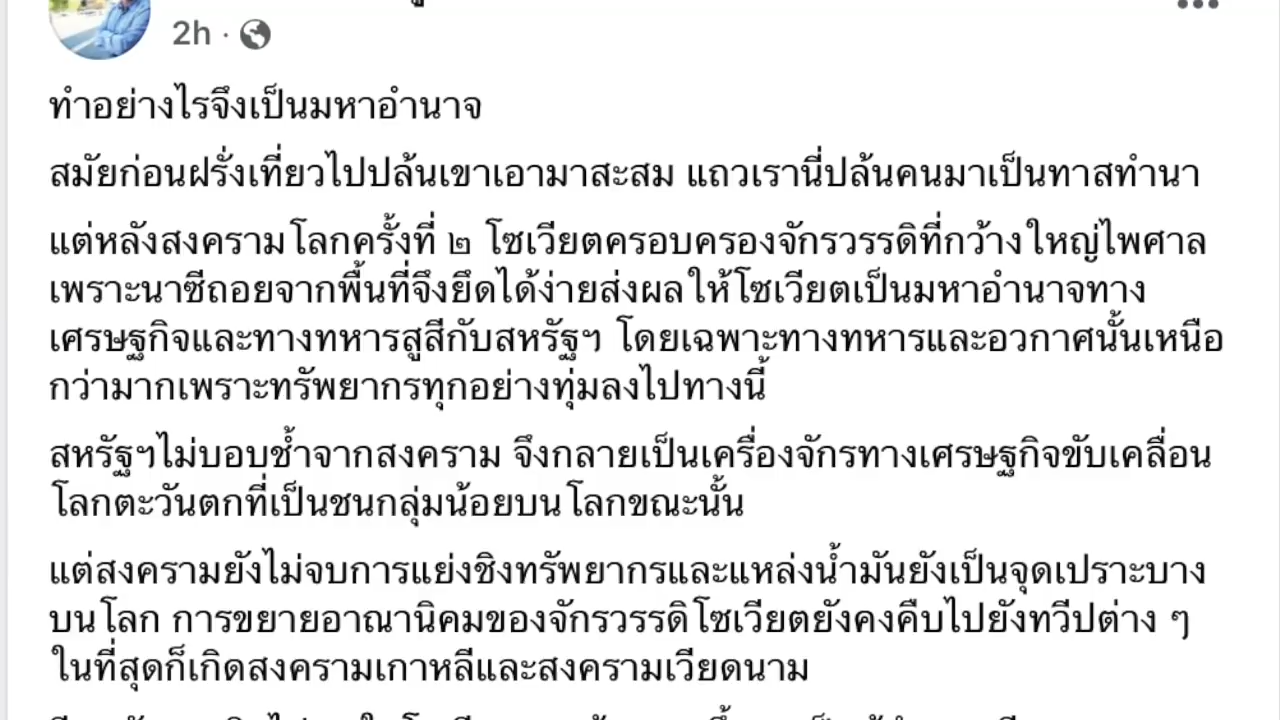 2h ·
ทำอย่างไรจึงเป็นมหาอำนาจ
สมัยก่อนฝรั่งเที่ยวไปปล้นเขาเอามาสะสม แถวเรานี่ปล้นคนมาเป็นทาสทำนา
แต่หลังสงครามโลกครั้งที่ ๒ โซเวียตครอบครองจักรวรรดิที่กว้างใหญ่ไพศาล
เพราะนาซีถอยจากพื้นที่จึงยึดได้ง่ายส่งผลให้โซเวียตเป็นมหาอำนาจทาง
เศรษฐกิจและทางทหารสูสีกับสหรัฐฯ โดยเฉพาะทางทหารและอวกาศนั้นเหนือ
กว่ามากเพราะทรัพยากรทุกอย่างทุ่มลงไปทางนี้
สหรัฐฯไม่บอบช้ำจากสงคราม จึงกลายเป็นเครื่องจักรทางเศรษฐกิจขับเคลื่อน
โลกตะวันตกที่เป็นชนกลุ่มน้อยบนโลกขณะนั้น
แต่สงครามยังไม่จบการแย่งชิงทรัพยากรและแหล่งน้ำมันยังเป็นจุดเปราะบาง
บนโลก การขยายอาณานิคมของจักรวรรดิโซเวียตยังคงคืบไปยังทวีปต่าง ๆ
ในที่สุดก็เกิดสงครามเกาหลีและสงครามเวียดนาม